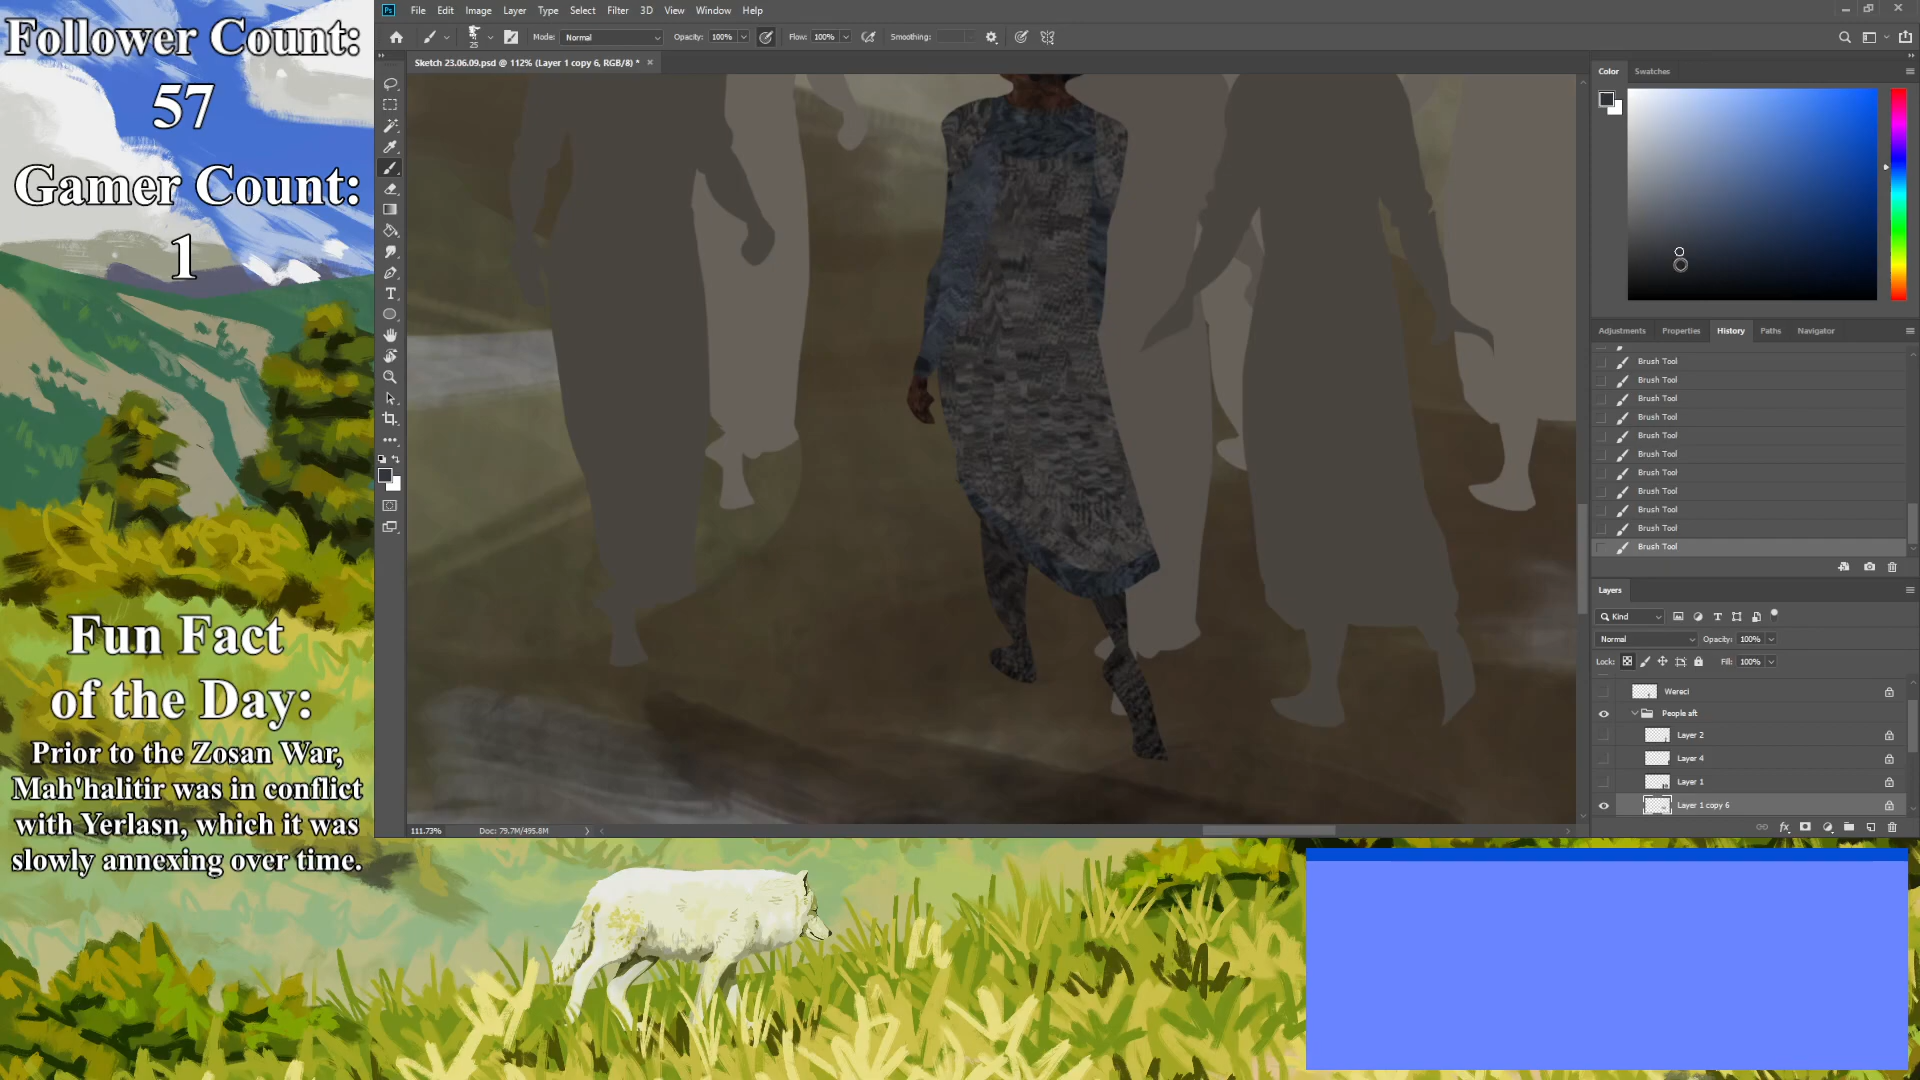 Follower Count:
57
Gamer Count:
1
Fun Fact
of the Day:
Prior to the Zosan War,
Mah'halitir was in conflict
with Yerlasn, which it was
slowly annexing over time.
Ps File Edit Image Layer Type Select Filter 3D View Window Help
25 Mode: Normal Opacity: 100% Flow: 100% Smoothing:
Sketch 23.06.09.psd @ 112% (Layer 1 copy 6, RGB/8) *
111.73% Doc: 79.7M/495.8M
Color Swatches
Adjustments Properties History Paths Navigator
Brush Tool
Brush Tool
Brush Tool
Brush Tool
Brush Tool
Brush Tool
Brush Tool
Brush Tool
Brush Tool
Brush Tool
Brush Tool
Layers
Kind
Normal Opacity: 100%
Lock: Fill: 100%
Wereci
People aft
Layer 2
Layer 4
Layer 1
Layer 1 copy 6